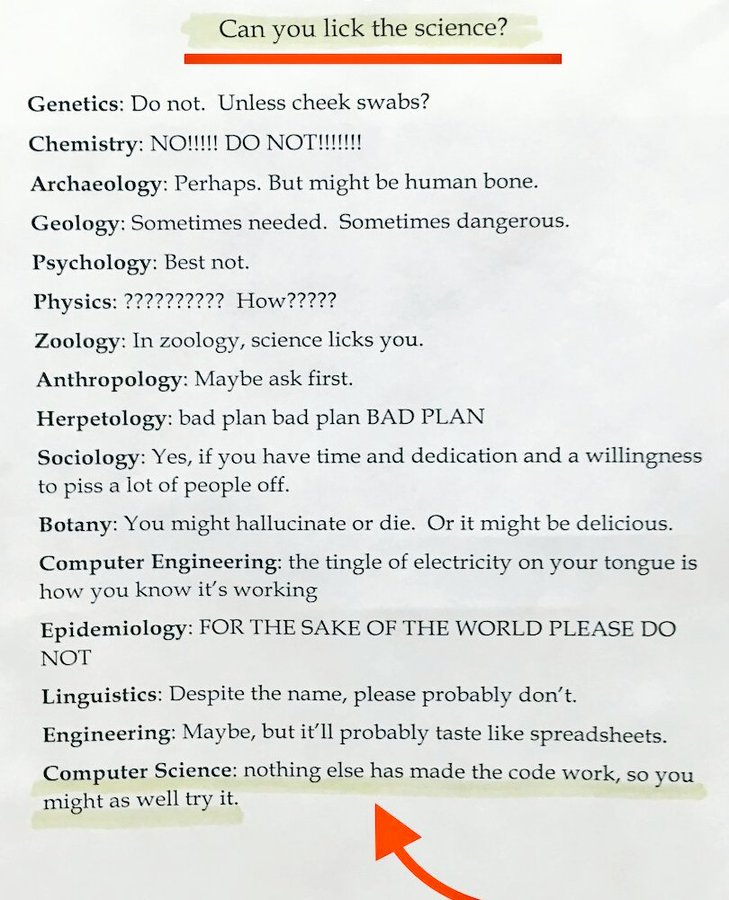 Can you lick the science?
Genetics: Do not.  Unless cheek swabs?
Chemistry: NO!!!!! DO NOT!!!!!!!
Archaeology: Perhaps. But might be human bone.
Geology: Sometimes needed.  Sometimes dangerous.
Psychology: Best not.
Physics: ??????????  How?????
Zoology: In zoology, science licks you.
Anthropology: Maybe ask first.
Herpetology: bad plan bad plan BAD PLAN
Sociology: Yes, if you have time and dedication and a willingness
to piss a lot of people off.
Botany: You might hallucinate or die.  Or it might be delicious.
Computer Engineering: the tingle of electricity on your tongue is
how you know it’s working
Epidemiology: FOR THE SAKE OF THE WORLD PLEASE DO
NOT
Linguistics: Despite the name, please probably don’t.
Engineering: Maybe, but it’ll probably taste like spreadsheets.
Computer Science: nothing else has made the code work, so you
might as well try it.